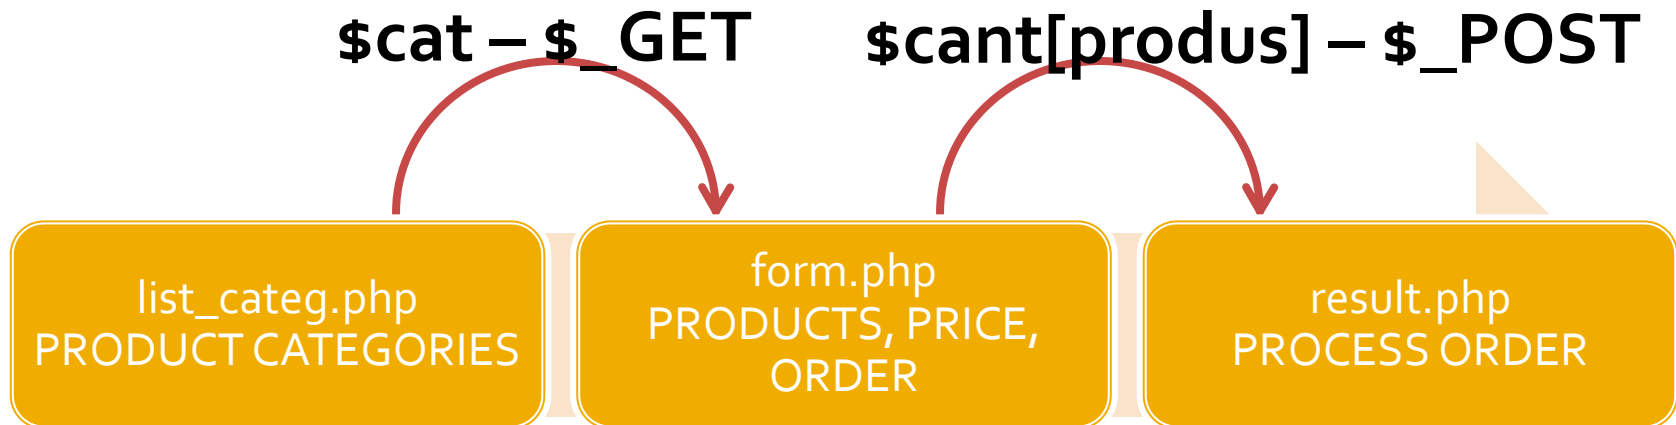 $cat – $_GET
$cant[produs] – $_POST
list_categ.php
PRODUCT CATEGORIES
form.php
PRODUCTS, PRICE,
ORDER
result.php
PROCESS ORDER